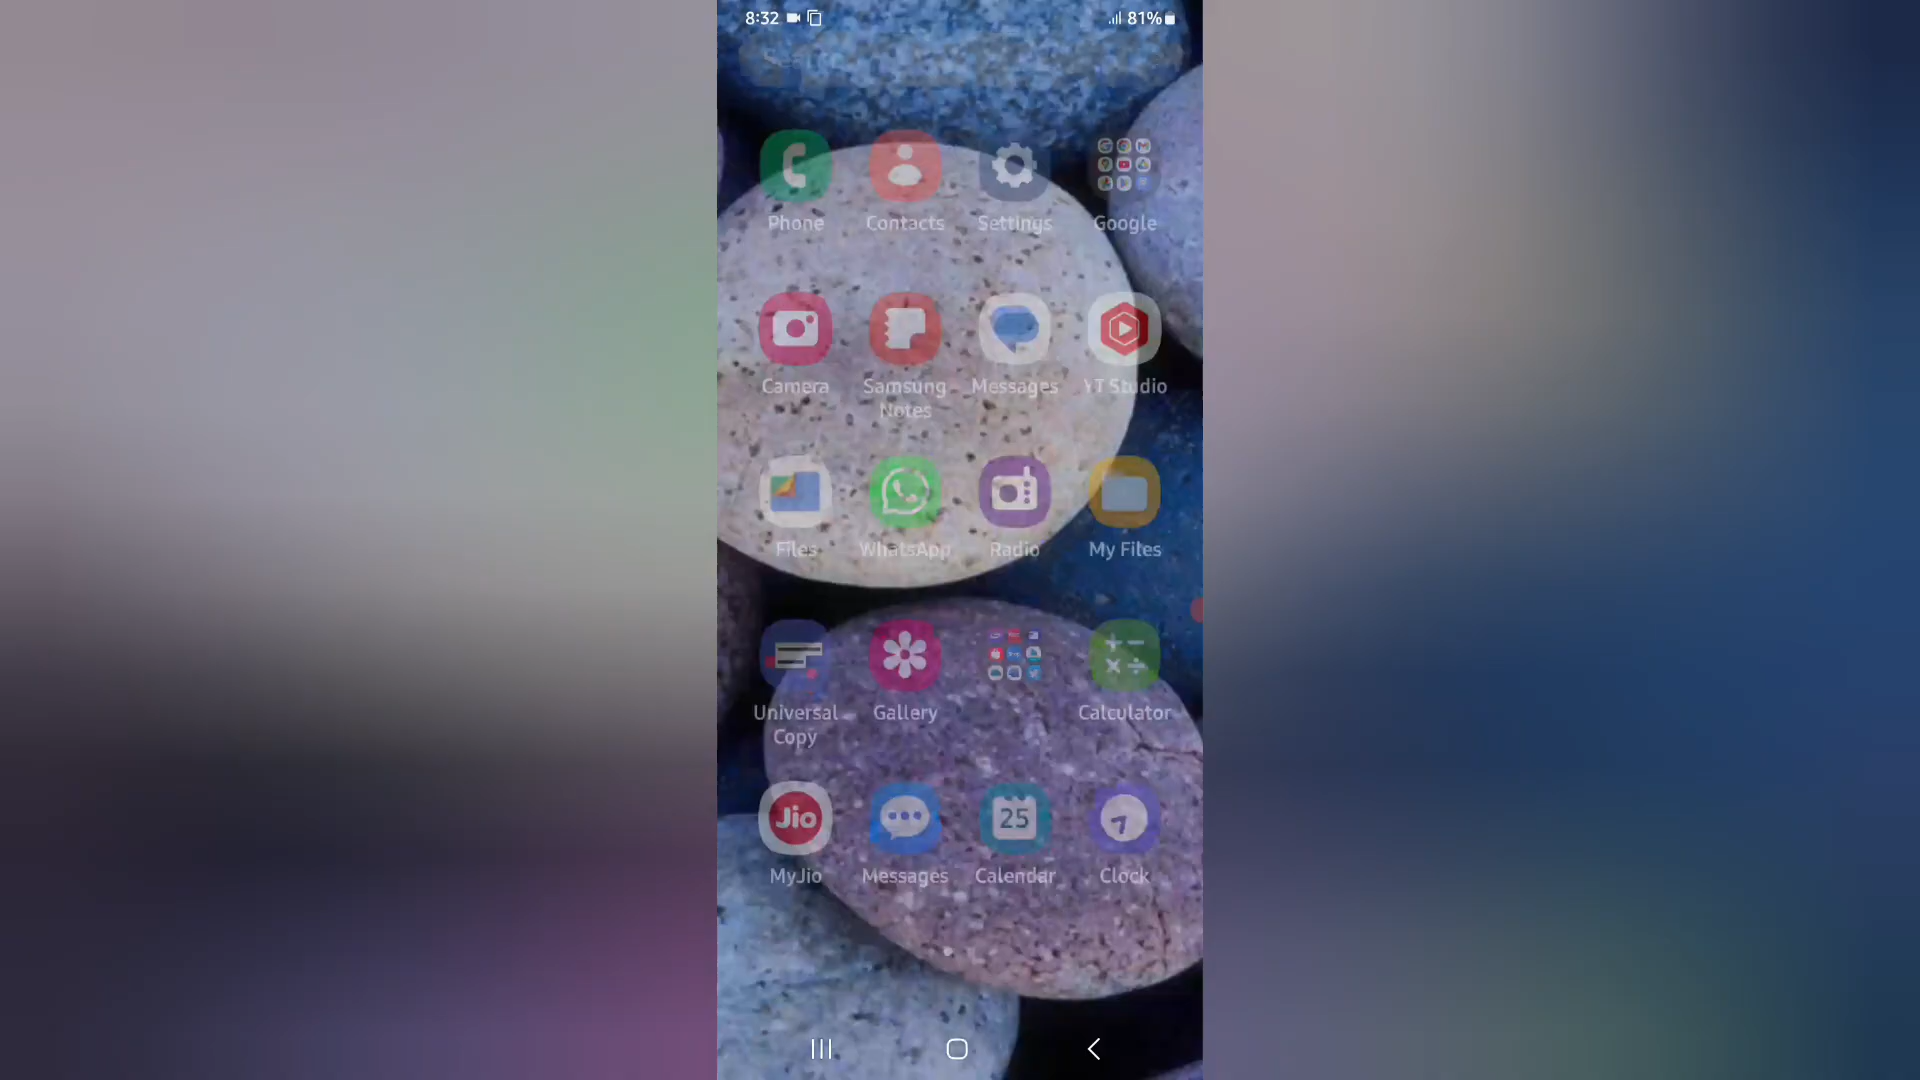 8:32 81%
Search
Phone Contacts Settings Google
Camera Samsung Notes Messages YT Studio
Files WhatsApp Radio My Files
Universal Copy Gallery Calculator
Jio 25
MyJio Messages Calendar Clock